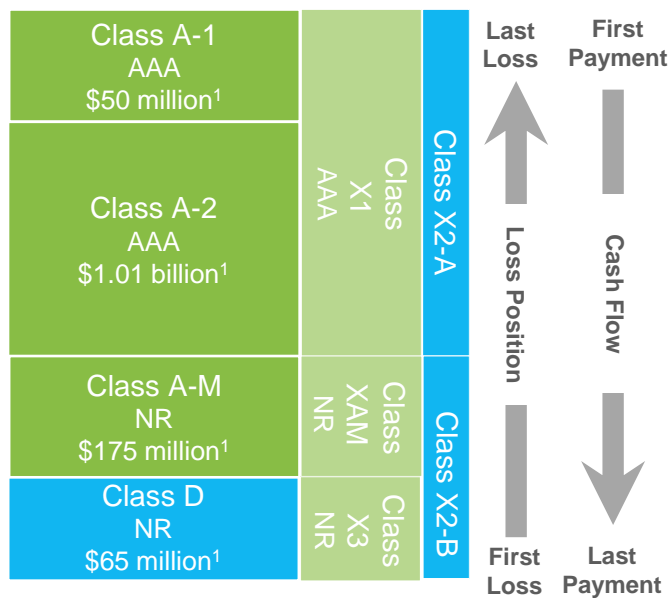 Class A-1
AAA
$50 million¹
Class A-2
AAA
$1.01 billion¹
Class A-M
NR
$175 million¹
Class D
NR
$65 million¹
Class
X1
AAA
Class
XAM
NR
Class
X3
NR
Class X2-A
Class X2-B
Last
Loss
Loss Position
First
Loss
First
Payment
Cash Flow
Last
Payment